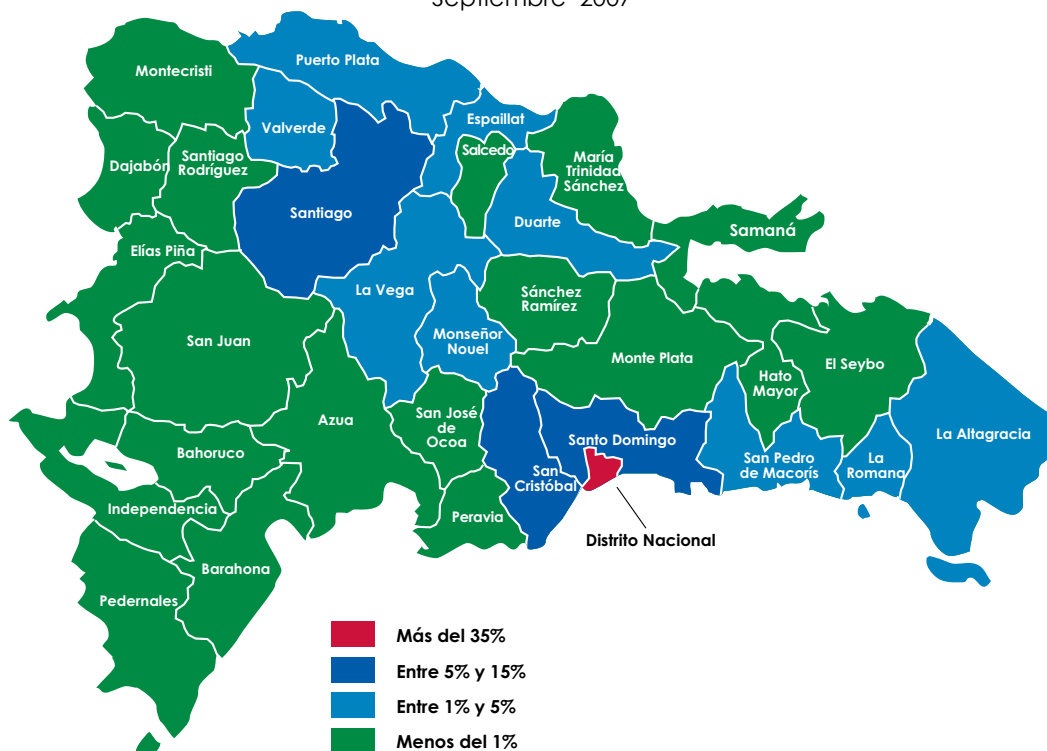 septiembre 2007
Puerto Plata
Montecristi
Espaillat
Valverde
Salcedo
Dajabón
Santiago
Rodríguez
María
Trinidad
Sánchez
Santiago
Duarte
Samaná
Elías Piña
La Vega
Sánchez
Ramírez
San Juan
Monseñor
Nouel
Monte Plata
El Seybo
Hato
Mayor
Azua
San José
de
Ocoa
La Altagracia
Santo Domingo
Bahoruco
San Pedro
de Macorís
La
Romana
San
Cristóbal
Independencia
Peravia
Distrito Nacional
Barahona
Pedernales
Más del 35%
Entre 5% y 15%
Entre 1% y 5%
Menos del 1%